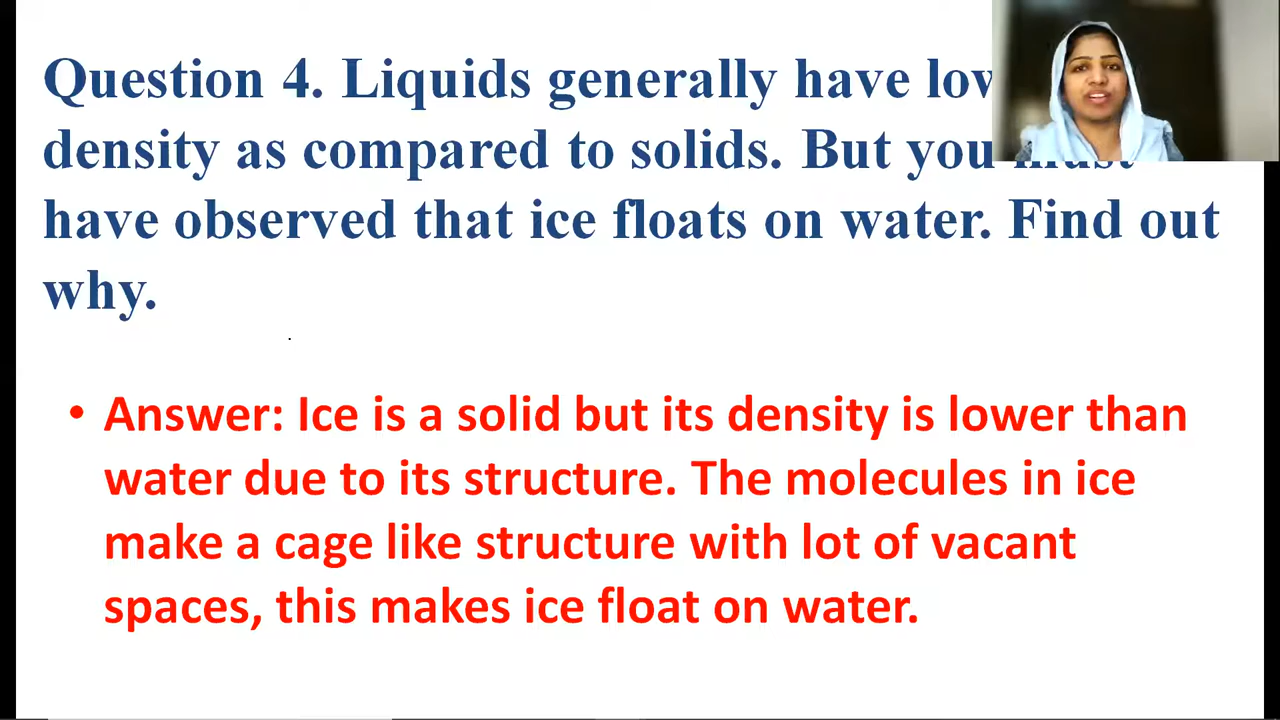 Question 4. Liquids generally have
density as compared to solids. But you
have observed that ice floats on water. Find out
why.
• Answer: Ice is a solid but its density is lower than
water due to its structure. The molecules in ice
make a cage like structure with lot of vacant
spaces, this makes ice float on water.